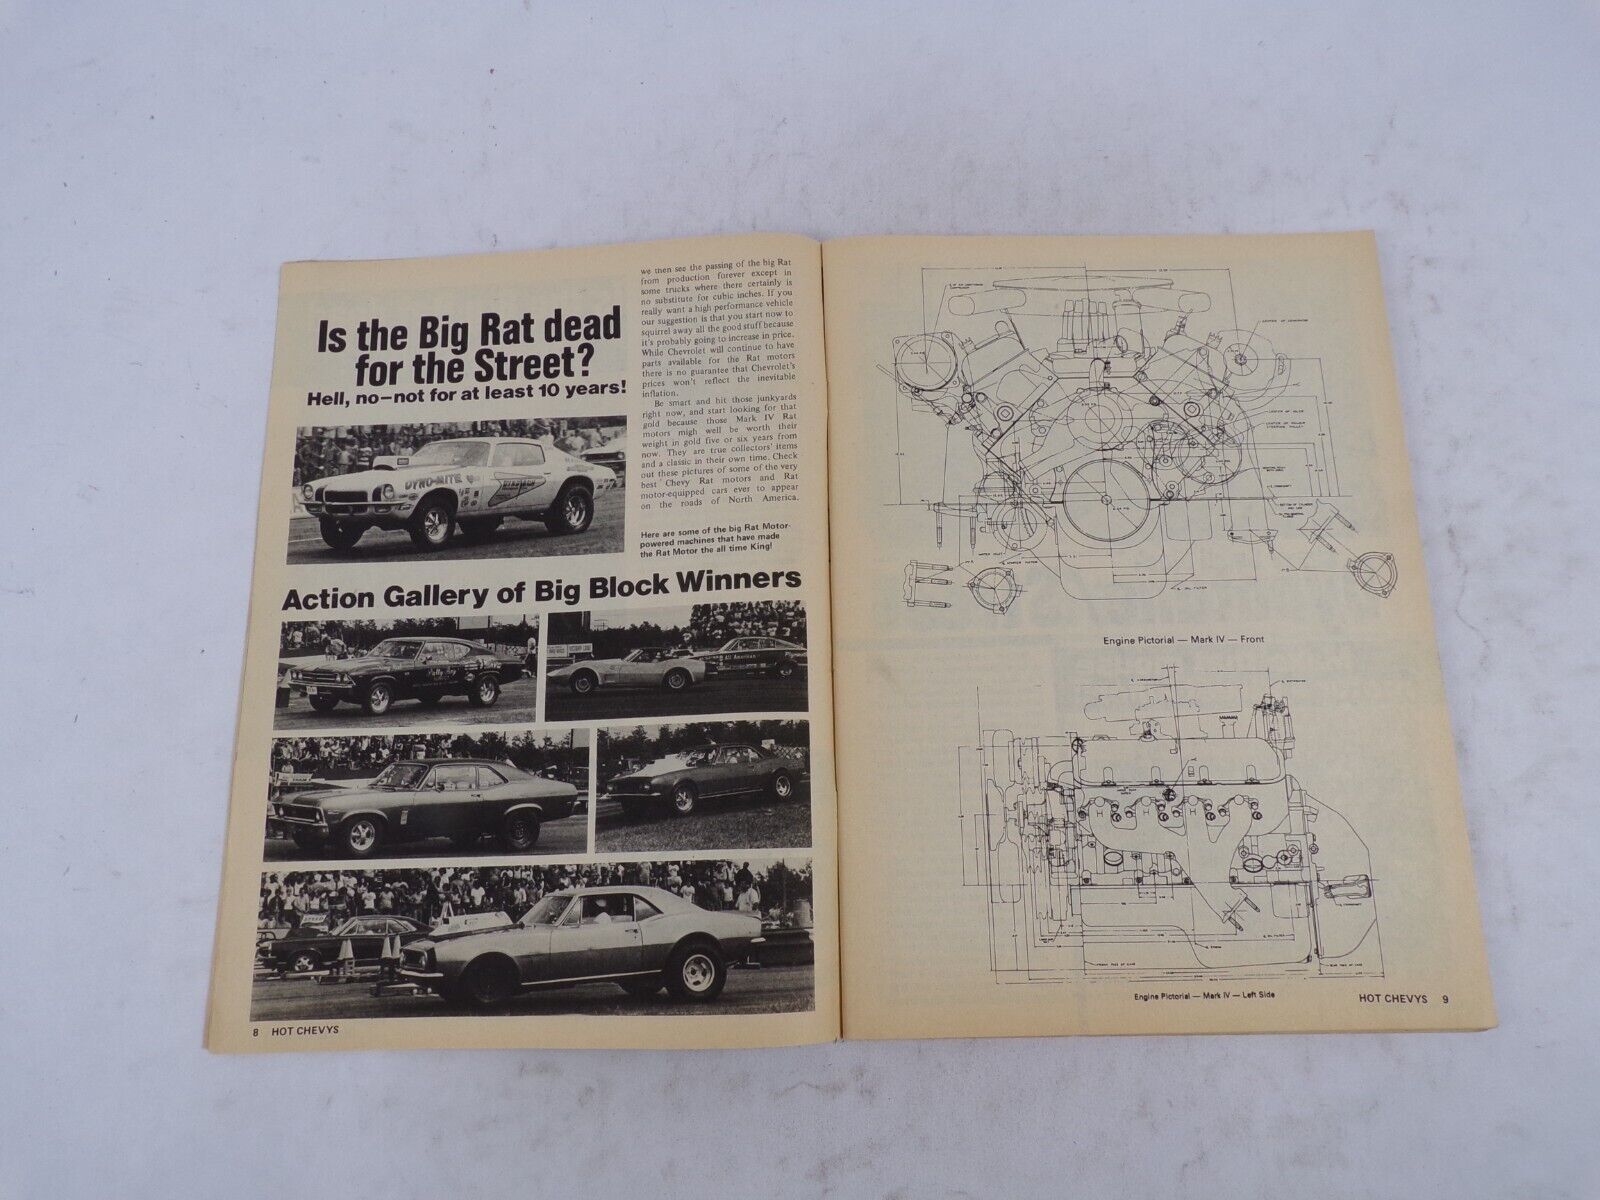 Is the Big Rat dead
for the Street?
Hell, no—not for at least 10 years!
DYNO-MITE
we then see the passing of the big Rat
from production forever except in
some trucks where there certainly is
no substitute for cubic inches. If you
really want a high performance vehicle
our suggestion is that you start now to
squirrel away all the good stuff because
it's probably going to increase in price.
While Chevrolet will continue to have
parts available for the Rat motors
there is no guarantee that Chevrolet's
prices won't reflect the inevitable
inflation.
Be smart and hit those junkyards
right now, and start looking for that
gold because those Mark IV Rat
motors migh well be worth their
weight in gold five or six years from
now. They are true collectors' items
and a classic in their own time. Check
out these pictures of some of the very
best Chevy Rat motors and Rat
motor-equipped cars ever to appear
on the roads of North America.
Here are some of the big Rat Motor-
powered machines that have made
the Rat Motor the all time King!
Action Gallery of Big Block Winners
All American
8 HOT CHEVYS
Engine Pictorial — Mark IV — Front
Engine Pictorial — Mark IV — Left Side
HOT CHEVYS 9